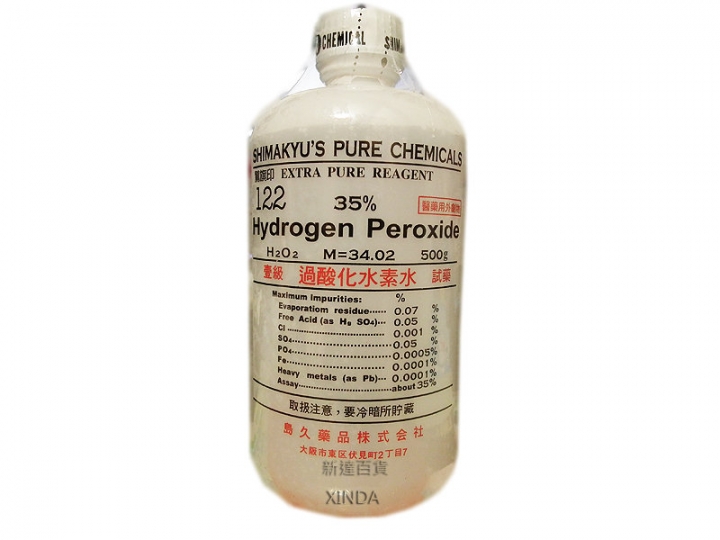 CHEMICAL SHIM
SHIMAKYU'S PURE CHEMICALS
EXTRA PURE REAGENT
122
35%
醫藥用外
Hydrogen Peroxide
H2O2 M=34.02 500g
壹級 過酸化水素水 試藥
Maximum Impurities: %
Evaporatiom residue...... 0.07 %
Free Acid (as H2 SO4)... 0.05 %
Cl ........................ 0.001 %
SO4........................ 0.05 %
PO4........................ 0.0005%
Fe........................ 0.0001%
Heavy metals (as Pb)... 0.0001%
Assay........................about 35%
取扱注意，要冷暗所貯藏
島久藥品株式会社
大阪市東区伏見町2丁目7
新達百貨
XINDA